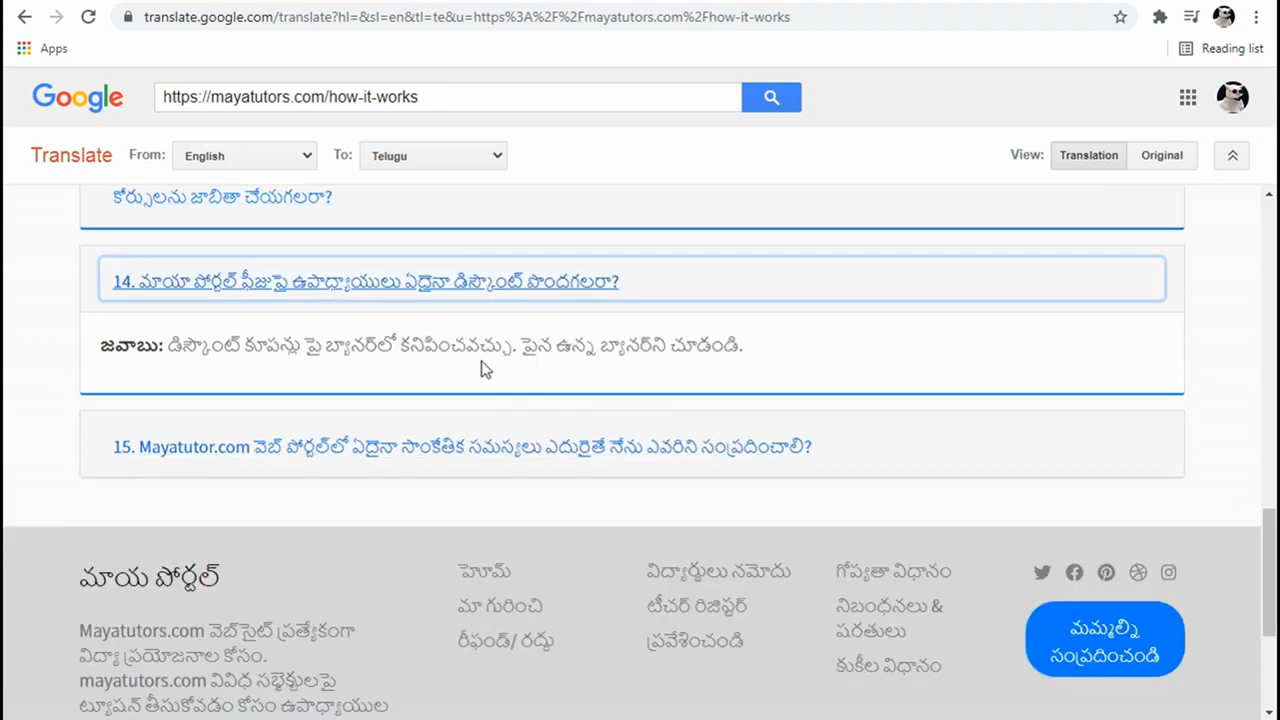 translate.google.com/translate?hl=&sl=en&tl=te&u=https%3A%2F%2Fmayatutors.com%2Fhow-it-works
Apps
Reading list
Google
https://mayatutors.com/how-it-works
Translate From: English To: Telugu View: Translation Original
కోర్సులను జాబితా చేయగలరా?
14. మాయా పోర్టల్ ఫీజుపై ఉపాధ్యాయులు ఏదైనా డిస్కౌంట్ పొందగలరా?
జవాబు: డిస్కౌంట్ కూపన్లు పై బ్యానర్‌లో కనిపించవచ్చు. పైన ఉన్న బ్యానర్‌ని చూడండి.
15. Mayatutor.com వెబ్ పోర్టల్‌లో ఏదైనా సాంకేతిక సమస్యలు ఎదురైతే నేను ఎవరిని సంప్రదించాలి?
మాయ పోర్టల్
Mayatutors.com వెబ్‌సైట్ ప్రత్యేకంగా
విద్యా ప్రయోజనాల కోసం.
mayatutors.com వివిధ సబ్జెక్టులపై
ట్యూషన్ తీసుకోవడం కోసం ఉపాధ్యాయుల
హొమ్
మా గురించి
రీఫండ్/ రద్దు
విద్యార్థులు నమోదు
టీచర్ రిజిస్టర్
ప్రవేశించండి
గోప్యతా విధానం
నిబంధనలు &
షరతులు
కుకీల విధానం
మమ్మల్ని
సంప్రదించండి